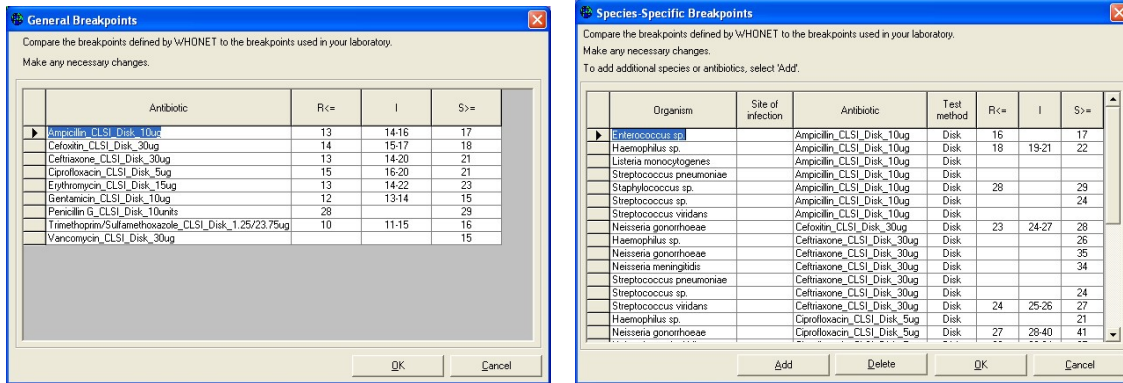 General Breakpoints
Compare the breakpoints defined by WHONET to the breakpoints used in your laboratory.
Make any necessary changes.
Antibiotic R<= I S>=
Ampicillin_CLSI_Disk_10ug 13 14-16 17
Cefoxitin_CLSI_Disk_30ug 14 15-17 18
Ceftriaxone_CLSI_Disk_30ug 13 14-20 21
Ciprofloxacin_CLSI_Disk_5ug 15 16-20 21
Erythromycin_CLSI_Disk_15ug 13 14-22 23
Gentamicin_CLSI_Disk_10ug 12 13-14 15
Penicillin G_CLSI_Disk_10units 28 29
Trimethoprim/Sulfamethoxazole_CLSI_Disk_1.25/23.75ug 10 11-15 16
Vancomycin_CLSI_Disk_30ug 15
OK Cancel
Species-Specific Breakpoints
Compare the breakpoints defined by WHONET to the breakpoints used in your laboratory.
Make any necessary changes.
To add additional species or antibiotics, select 'Add'.
Organism Site of infection Antibiotic Test method R<= I S>=
Enterococcus sp. Ampicillin_CLSI_Disk_10ug Disk 16 17
Haemophilus sp. Ampicillin_CLSI_Disk_10ug Disk 18 19-21 22
Listeria monocytogenes Ampicillin_CLSI_Disk_10ug Disk
Streptococcus pneumoniae Ampicillin_CLSI_Disk_10ug Disk
Staphylococcus sp. Ampicillin_CLSI_Disk_10ug Disk 28 29
Streptococcus sp. Ampicillin_CLSI_Disk_10ug Disk 24
Streptococcus viridans Ampicillin_CLSI_Disk_10ug Disk
Neisseria gonorrhoeae Cefoxitin_CLSI_Disk_30ug Disk 23 24-27 28
Haemophilus sp. Ceftriaxone_CLSI_Disk_30ug Disk 26
Neisseria gonorrhoeae Ceftriaxone_CLSI_Disk_30ug Disk 35
Neisseria meningitidis Ceftriaxone_CLSI_Disk_30ug Disk 34
Streptococcus pneumoniae Ceftriaxone_CLSI_Disk_30ug Disk
Streptococcus sp. Ceftriaxone_CLSI_Disk_30ug Disk 24
Streptococcus viridans Ceftriaxone_CLSI_Disk_30ug Disk 24 25-26 27
Haemophilus sp. Ciprofloxacin_CLSI_Disk_5ug Disk 21
Neisseria gonorrhoeae Ciprofloxacin_CLSI_Disk_5ug Disk 27 28-40 41
Add Delete OK Cancel